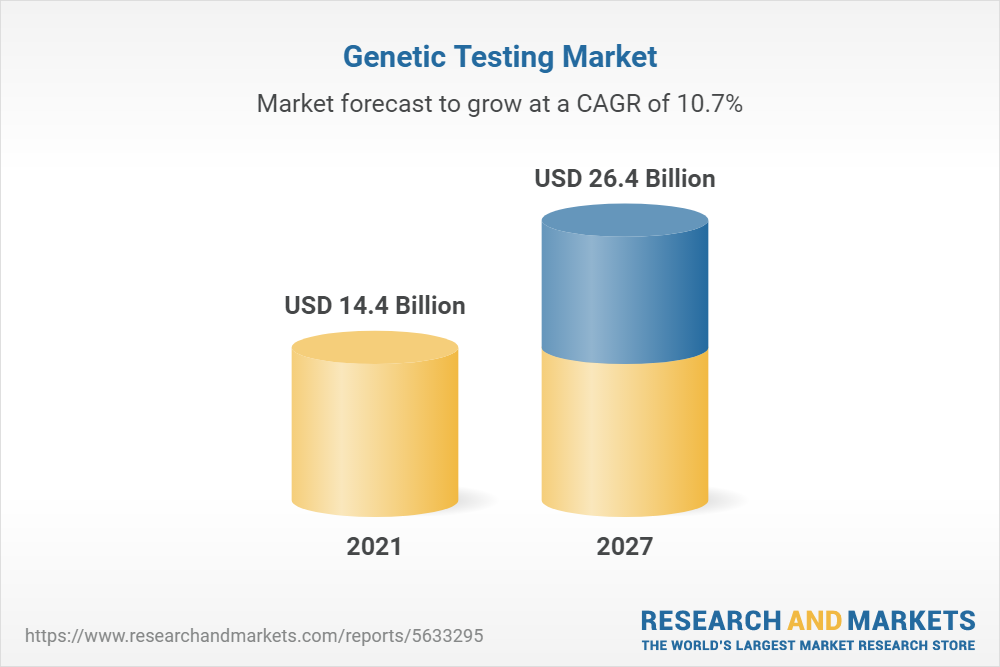 Genetic Testing Market
Market forecast to grow at a CAGR of 10.7%
USD 26.4 Billion
USD 14.4 Billion
2021
2027
https://www.researchandmarkets.com/reports/5633295
RESEARCH AND MARKETS
THE WORLD'S LARGEST MARKET RESEARCH STORE